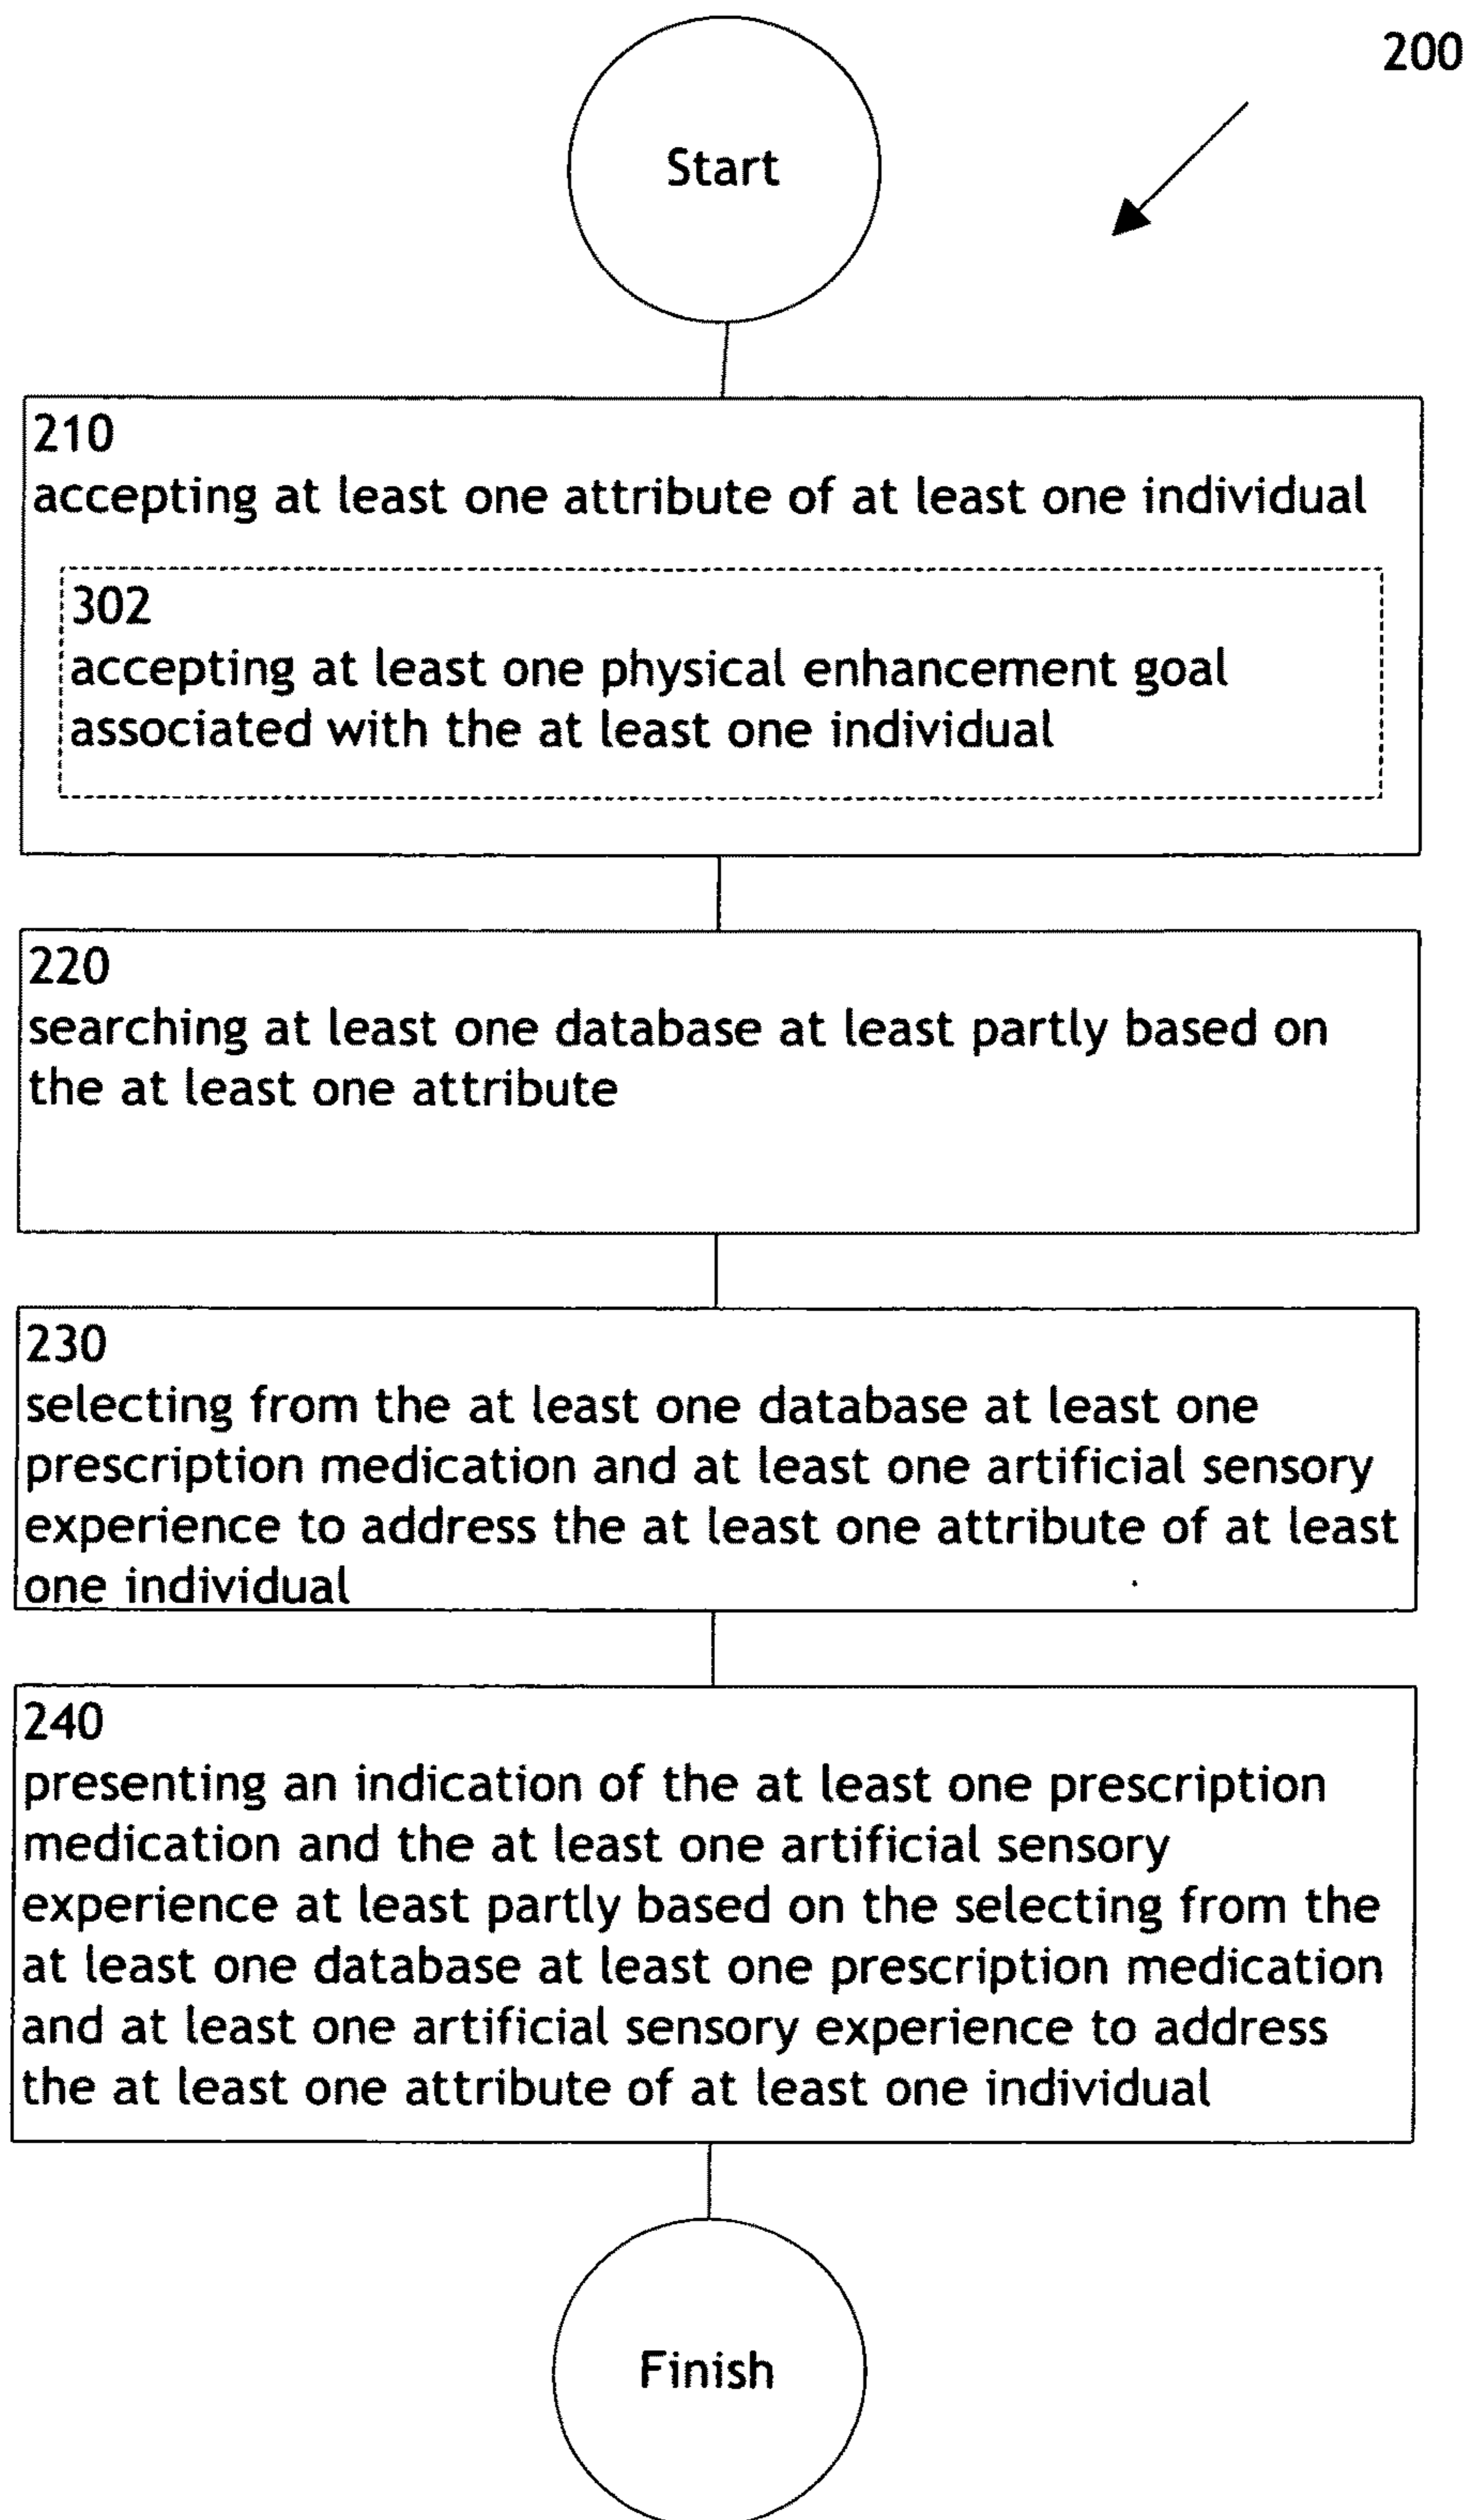 200
Start
210
accepting at least one attribute of at least one individual
302
accepting at least one physical enhancement goal
associated with the at least one individual
220
searching at least one database at least partly based on
the at least one attribute
230
selecting from the at least one database at least one
prescription medication and at least one artificial sensory
experience to address the at least one attribute of at least
one individual
240
presenting an indication of the at least one prescription
medication and the at least one artificial sensory
experience at least partly based on the selecting from the
at least one database at least one prescription medication
and at least one artificial sensory experience to address
the at least one attribute of at least one individual
Finish